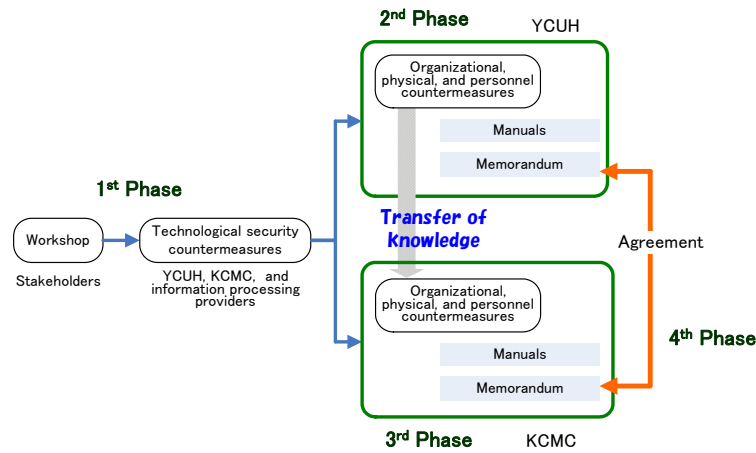 2nd Phase
YCUH
Organizational,
physical, and personnel
countermeasures
Manuals
Memorandum
1st Phase
Workshop
Stakeholders
Technological security
countermeasures
YCUH, KCMC, and
information processing
providers
Transfer of
knowledge
Agreement
Organizational,
physical, and personnel
countermeasures
Manuals
Memorandum
4th Phase
3rd Phase
KCMC